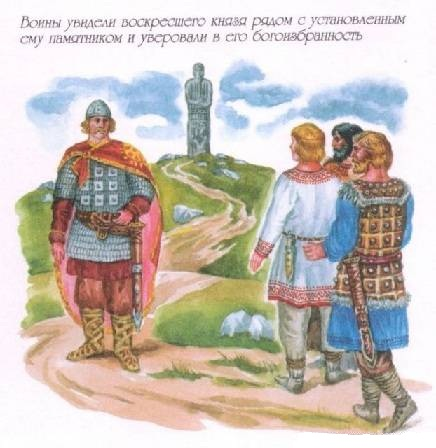 Воины увидели воскресшего князя рядом с установленным
ему памятником и уверовали в его богоизбранность